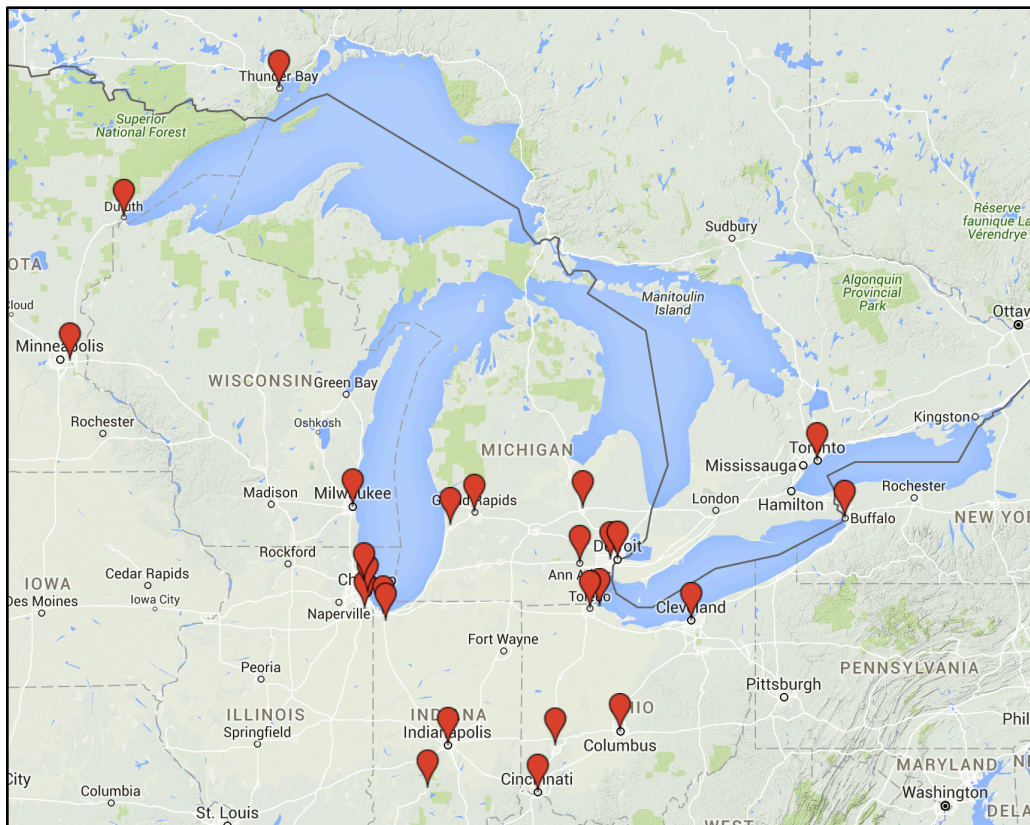 Thunder Bay
Superior
National Forest
Duluth
Sudbury
Réserve
faunique La
Vérendrye
OTA
Manitoulin
Island
Algonquin
Provincial
Park
Cloud
Ottaw
Minneapolis
WISCONSIN
Green Bay
Kingston
Rochester
Oshkosh
MICHIGAN
Toronto
Mississauga
Madison
Milwaukee
Grand Rapids
London
Hamilton
Rochester
Buffalo
NEW YOR
Rockford
Detroit
Ann A
IOWA
Cedar Rapids
Des Moines
Iowa City
Naperville
Toledo
Cleveland
Fort Wayne
Peoria
PENNSYLVANIA
Pittsburgh
ILLINOIS
INDIANA
HIO
Phil
Springfield
Indianapolis
Columbus
City
Cincinnati
MARYLAND
NE
Columbia
Washington
St. Louis
WEST
DELA